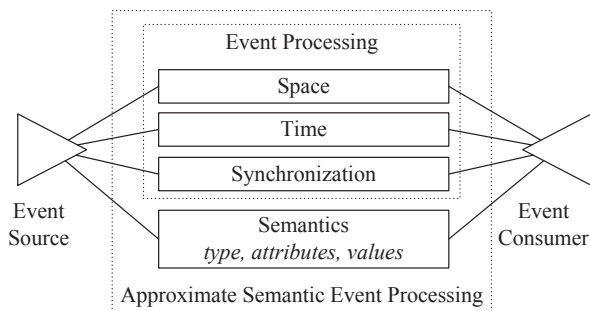 Event Processing
Space
Time
Synchronization
Event
Source
Semantics
type, attributes, values
Event
Consumer
Approximate Semantic Event Processing